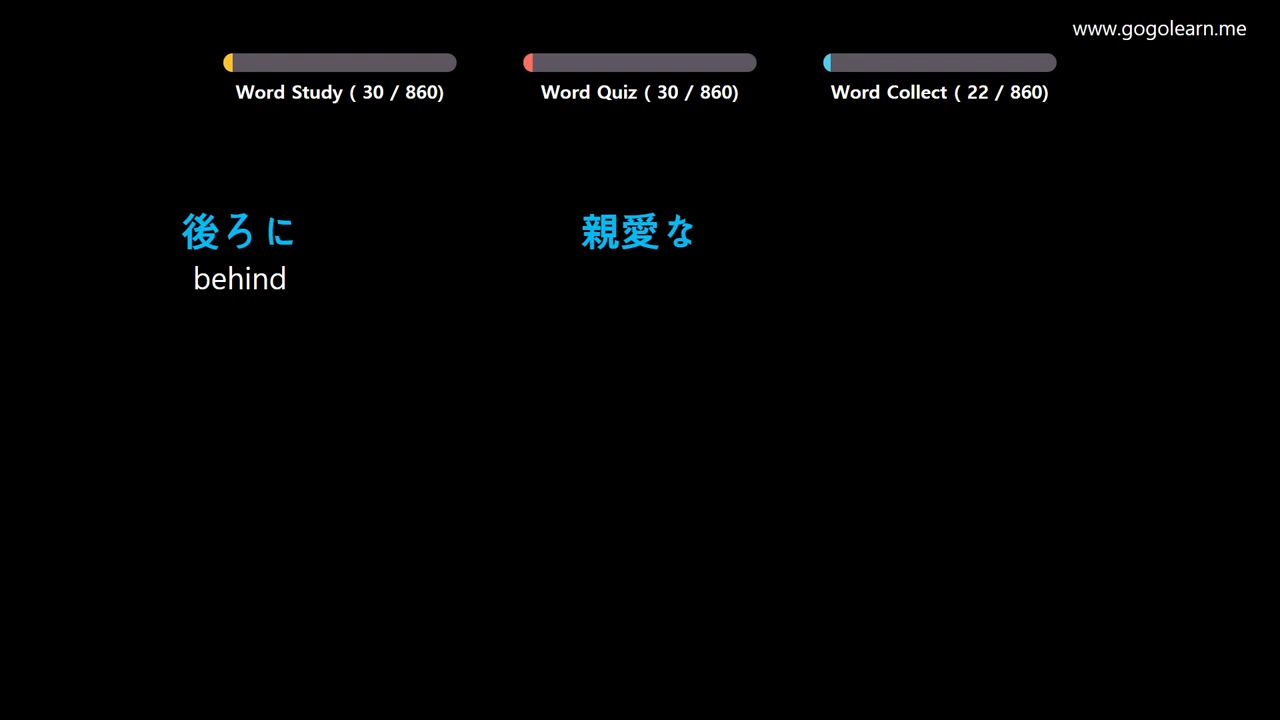 www.gogolearn.me
Word Study ( 30 / 860)
Word Quiz ( 30 / 860)
Word Collect ( 22 / 860)
後ろに
behind
親愛な